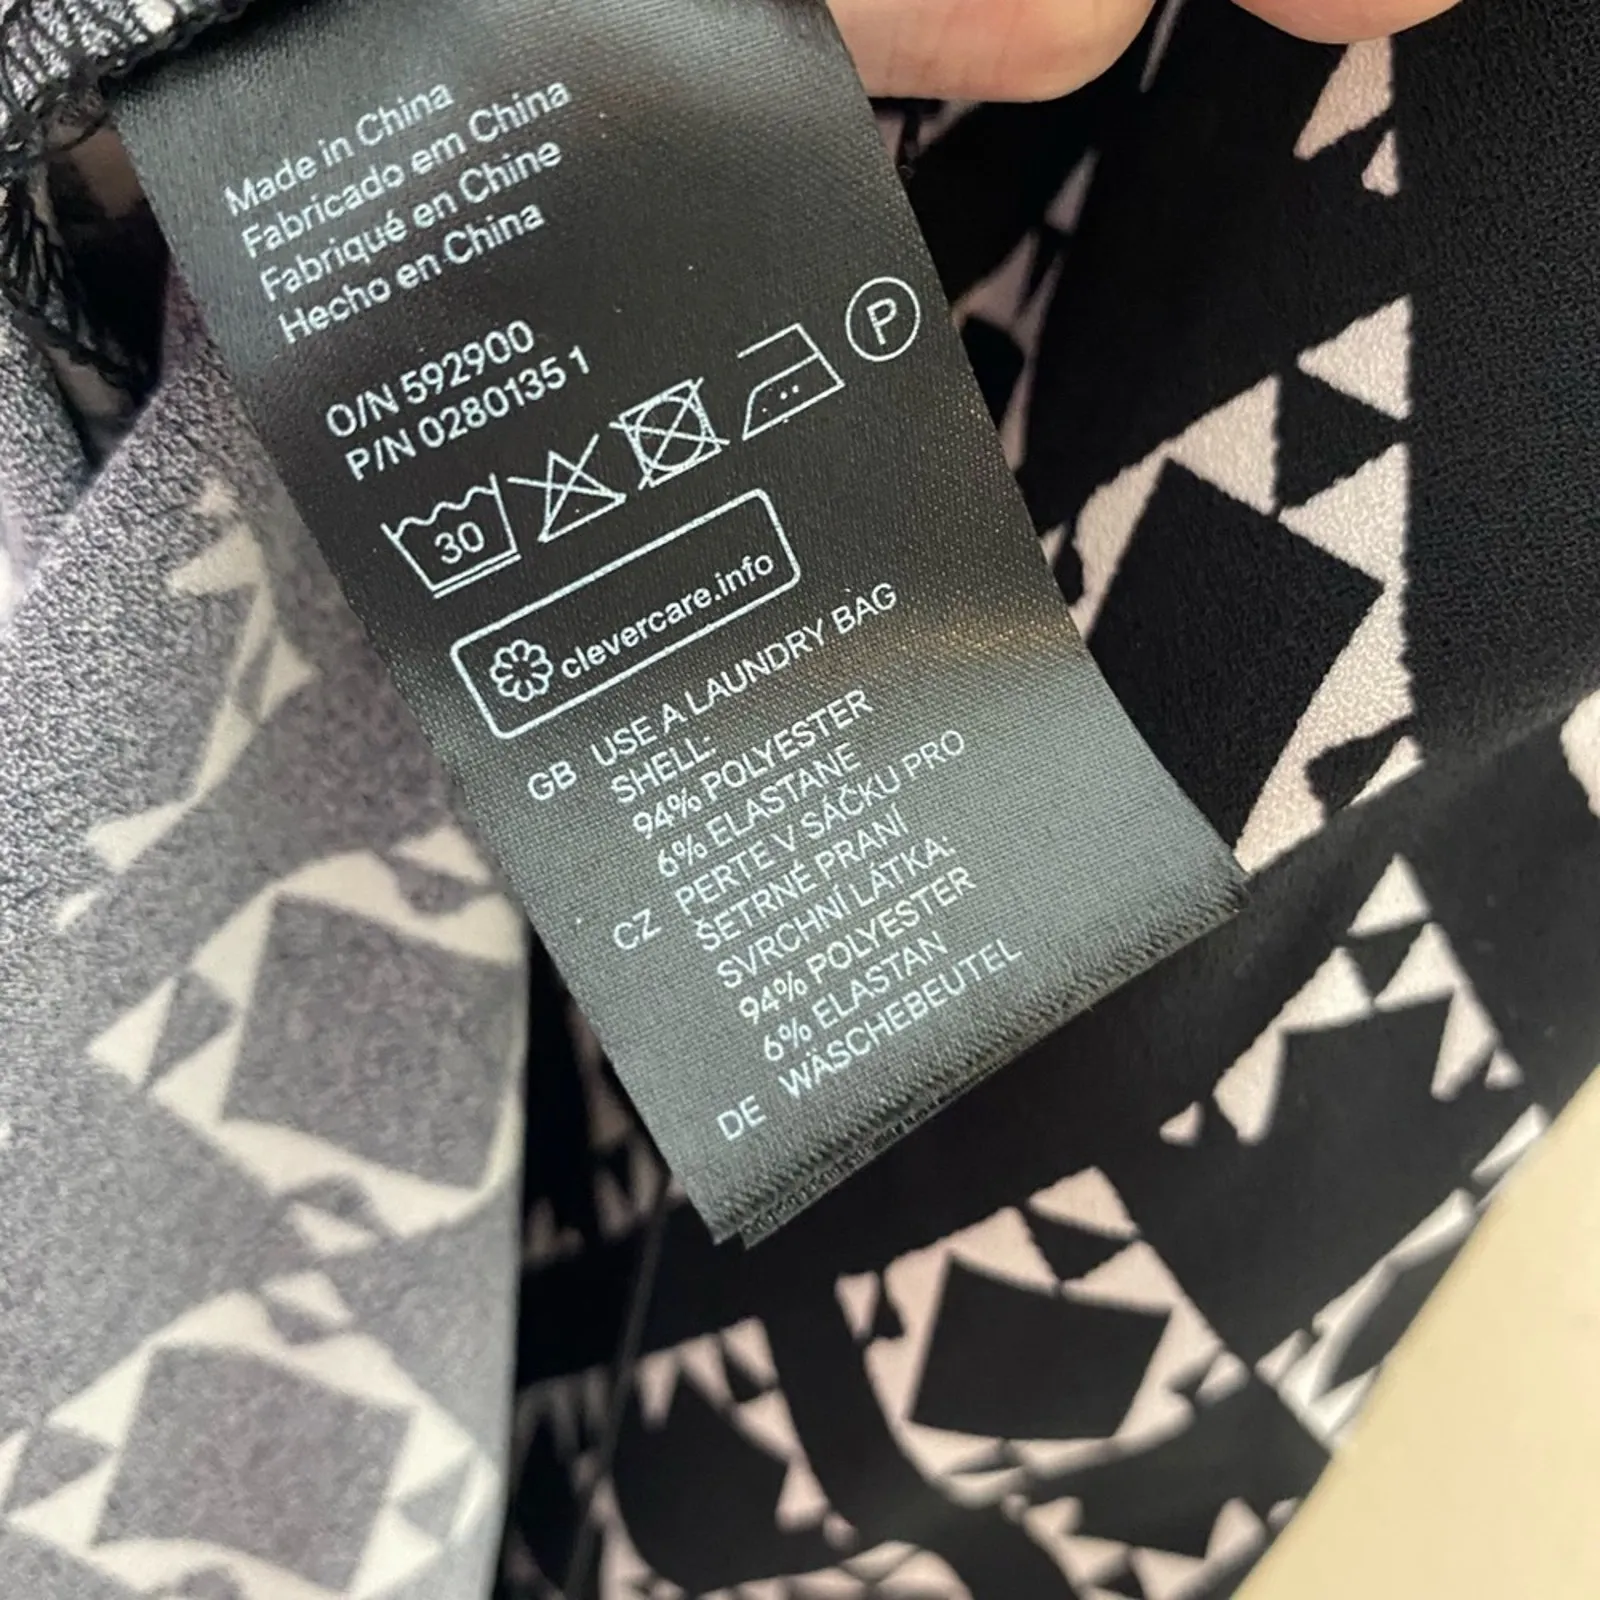 Made in China
Fabricado em China
Fabriqué en Chine
Hecho en China
O/N 592900
P/N 0280135 1
P
30
clevercare.info
GB USE A LAUNDRY BAG
SHELL:
94% POLYESTER
6% ELASTANE
CZ PERTE V SÁČKU PRO
ŠETRNÉ PRANÍ
SVRCHNÍ LÁTKA:
94% POLYESTER
6% ELASTAN
DE WÄSCHEBEUTEL